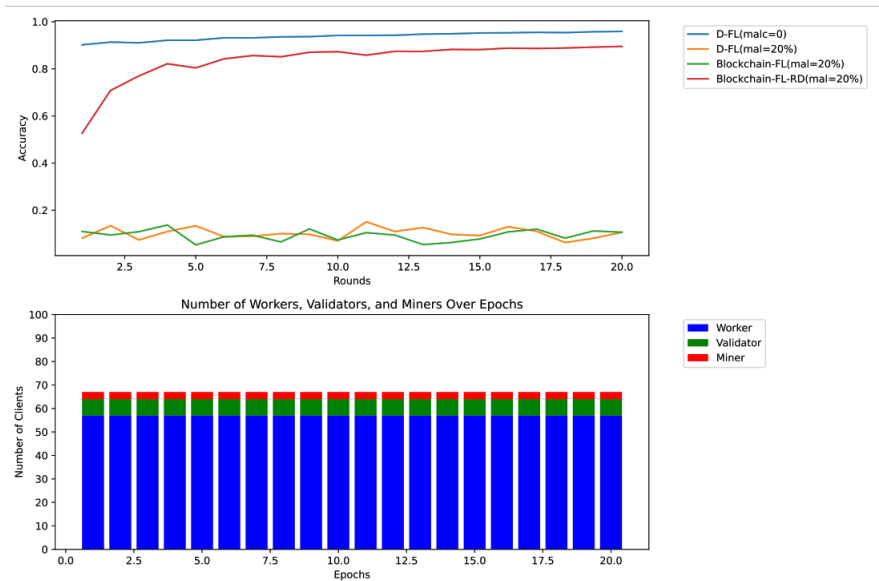 1.0
0.8
0.6
0.4
0.2
Accuracy
2.5 5.0 7.5 10.0 12.5 15.0 17.5 20.0
Rounds
D-FL(malc=0)
D-FL(mal=20%)
Blockchain-FL(mal=20%)
Blockchain-FL-RD(mal=20%)
Number of Workers, Validators, and Miners Over Epochs
100
90
80
70
60
50
40
30
20
10
0
Number of Clients
0.0 2.5 5.0 7.5 10.0 12.5 15.0 17.5 20.0
Epochs
Worker
Validator
Miner